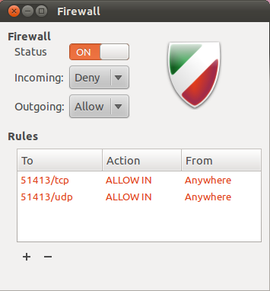 Firewall
Firewall
Status ON
Incoming: Deny
Outgoing: Allow
Rules
To Action From
51413/tcp ALLOW IN Anywhere
51413/udp ALLOW IN Anywhere